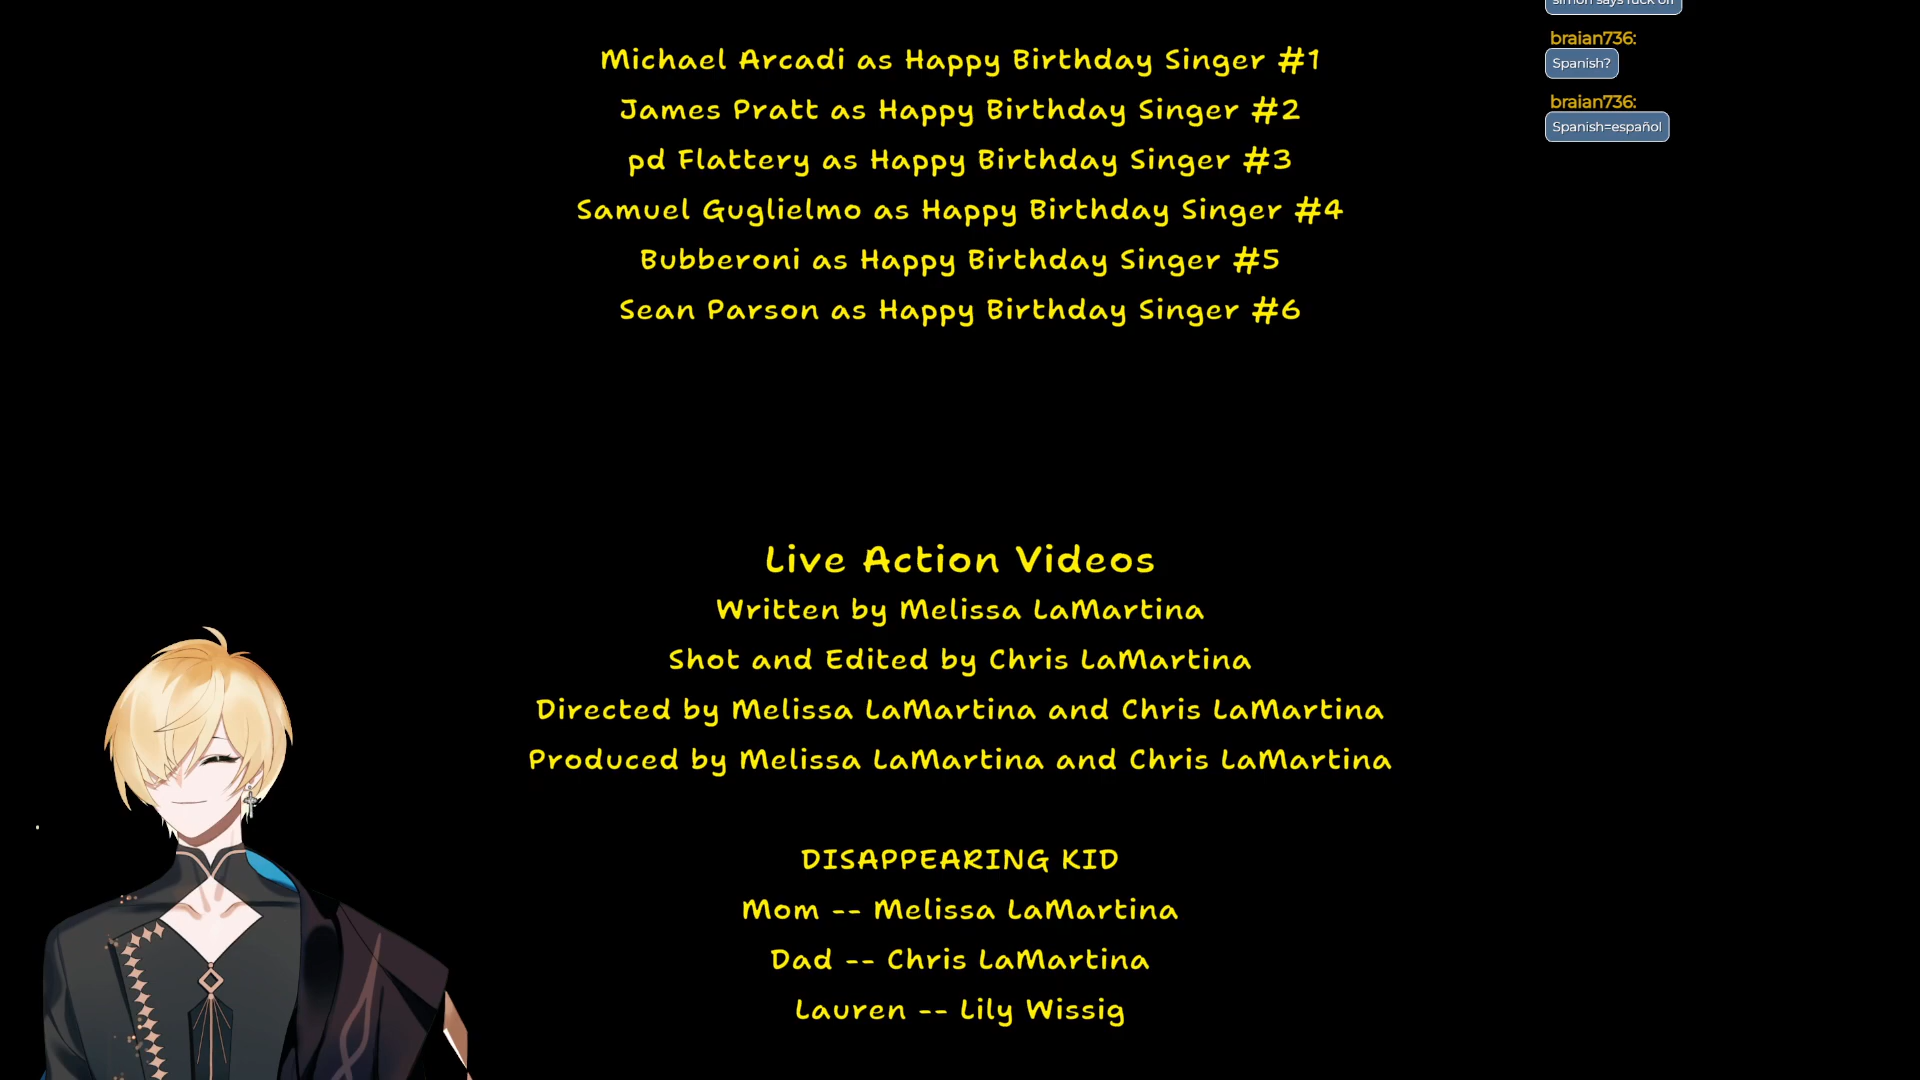 Michael Arcadi as Happy Birthday Singer #1
James Pratt as Happy Birthday Singer #2
pd Flattery as Happy Birthday Singer #3
Samuel Guglielmo as Happy Birthday Singer #4
Bubberoni as Happy Birthday Singer #5
Sean Parson as Happy Birthday Singer #6
Live Action Videos
Written by Melissa LaMartina
Shot and Edited by Chris LaMartina
Directed by Melissa LaMartina and Chris LaMartina
Produced by Melissa LaMartina and Chris LaMartina
DISAPPEARING KID
Mom -- Melissa LaMartina
Dad -- Chris LaMartina
Lauren -- Lily Wissig
simon says fuck off
braian736:
Spanish?
braian736:
Spanish=español